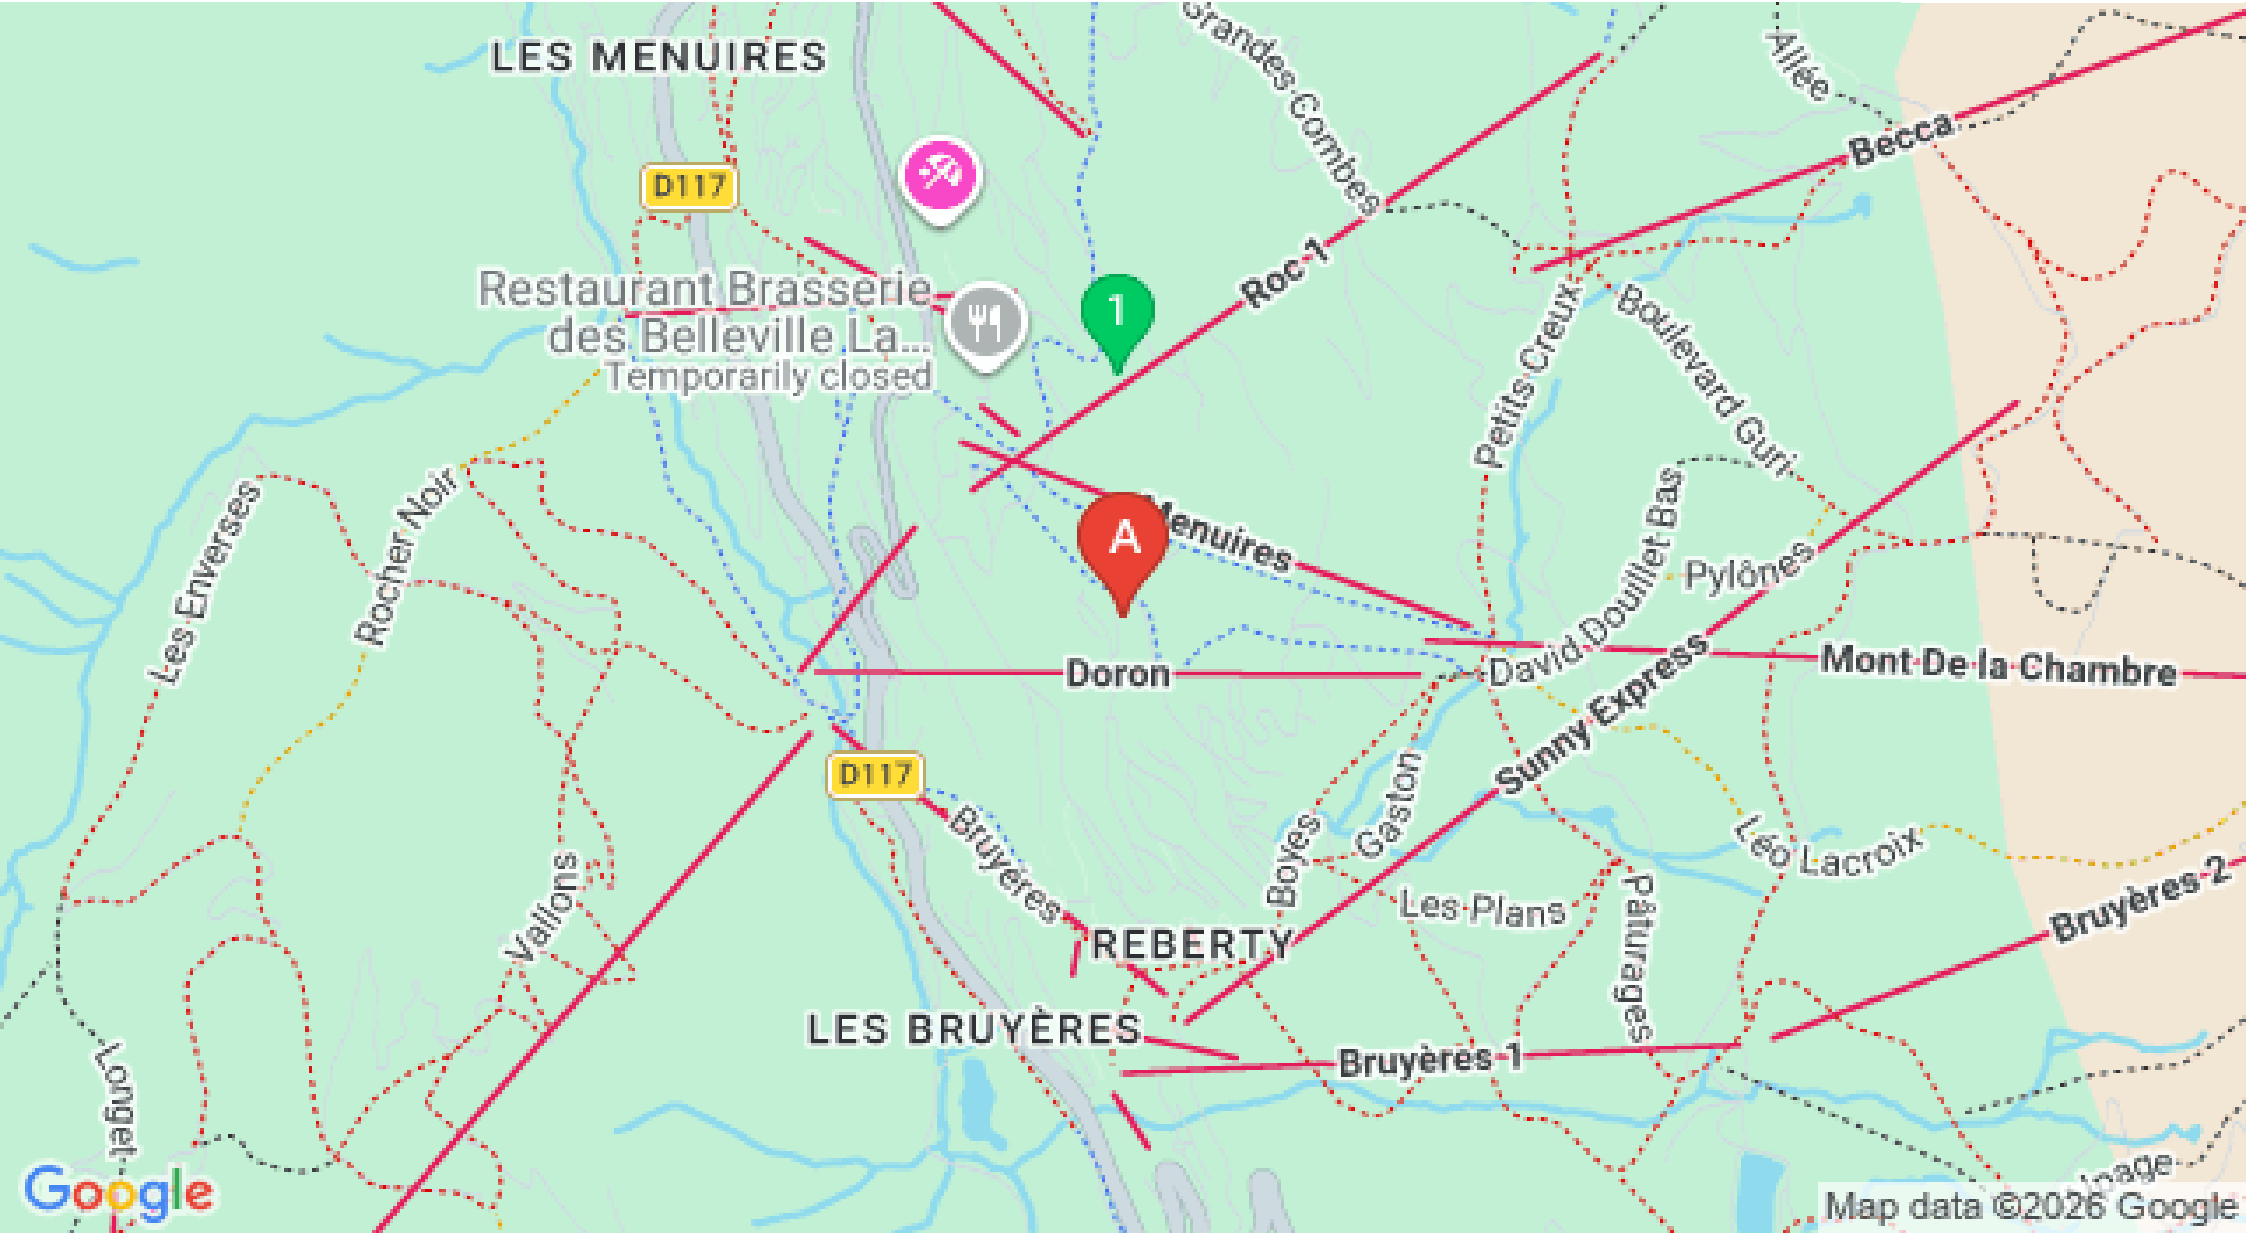 Grandes Combes
Allée
LES MENUIRES
Becca
D117
Roc 1
1
Restaurant Brasserie
des Belleville La...
Temporarily closed
Petits Creux
Boulevard Guri
Les Enverses
Rocher Noir
A
Menuires
David Douillet Bas
Pylônes
Doron
Mont De la Chambre
Sunny Express
D117
Gaston
Boyes
Bruyères
Léo Lacroix
Vallons
Les Plans
Pâturages
Bruyères 2
REBERTY
LES BRUYÈRES
Bruyères 1
Longet
Google
Map data ©2026 Google